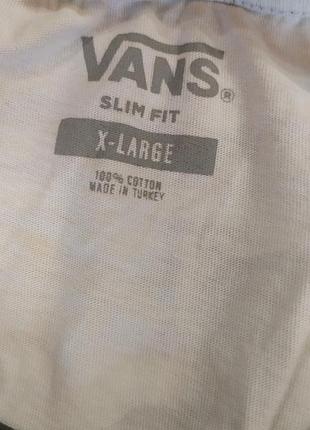 VANS®
SLIM FIT
X-LARGE
100% COTTON
MADE IN TURKEY